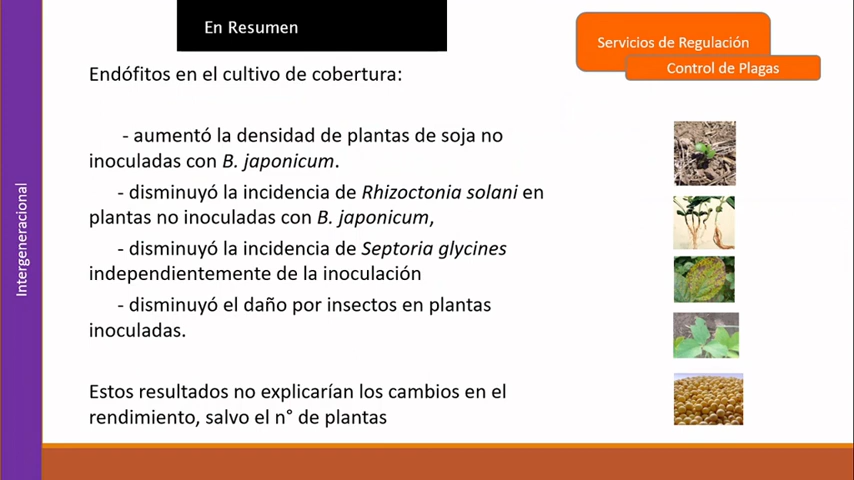 En Resumen
Servicios de Regulación
Control de Plagas
Endófitos en el cultivo de cobertura:
- aumentó la densidad de plantas de soja no
inoculadas con B. japonicum.
- disminuyó la incidencia de Rhizoctonia solani en
plantas no inoculadas con B. japonicum,
- disminuyó la incidencia de Septoria glycines
independientemente de la inoculación
- disminuyó el daño por insectos en plantas
inoculadas.
Estos resultados no explicarían los cambios en el
rendimiento, salvo el n° de plantas
Intergeneracional